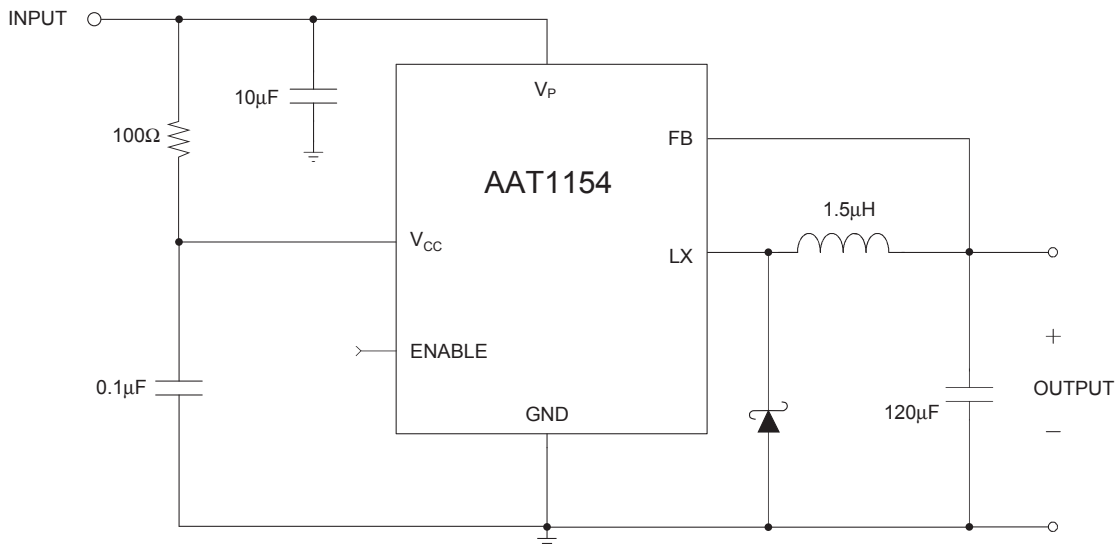 INPUT
10μF
V_P
100Ω
FB
AAT1154
1.5μH
V_CC
LX
ENABLE
+
0.1μF
OUTPUT
120μF
GND
−